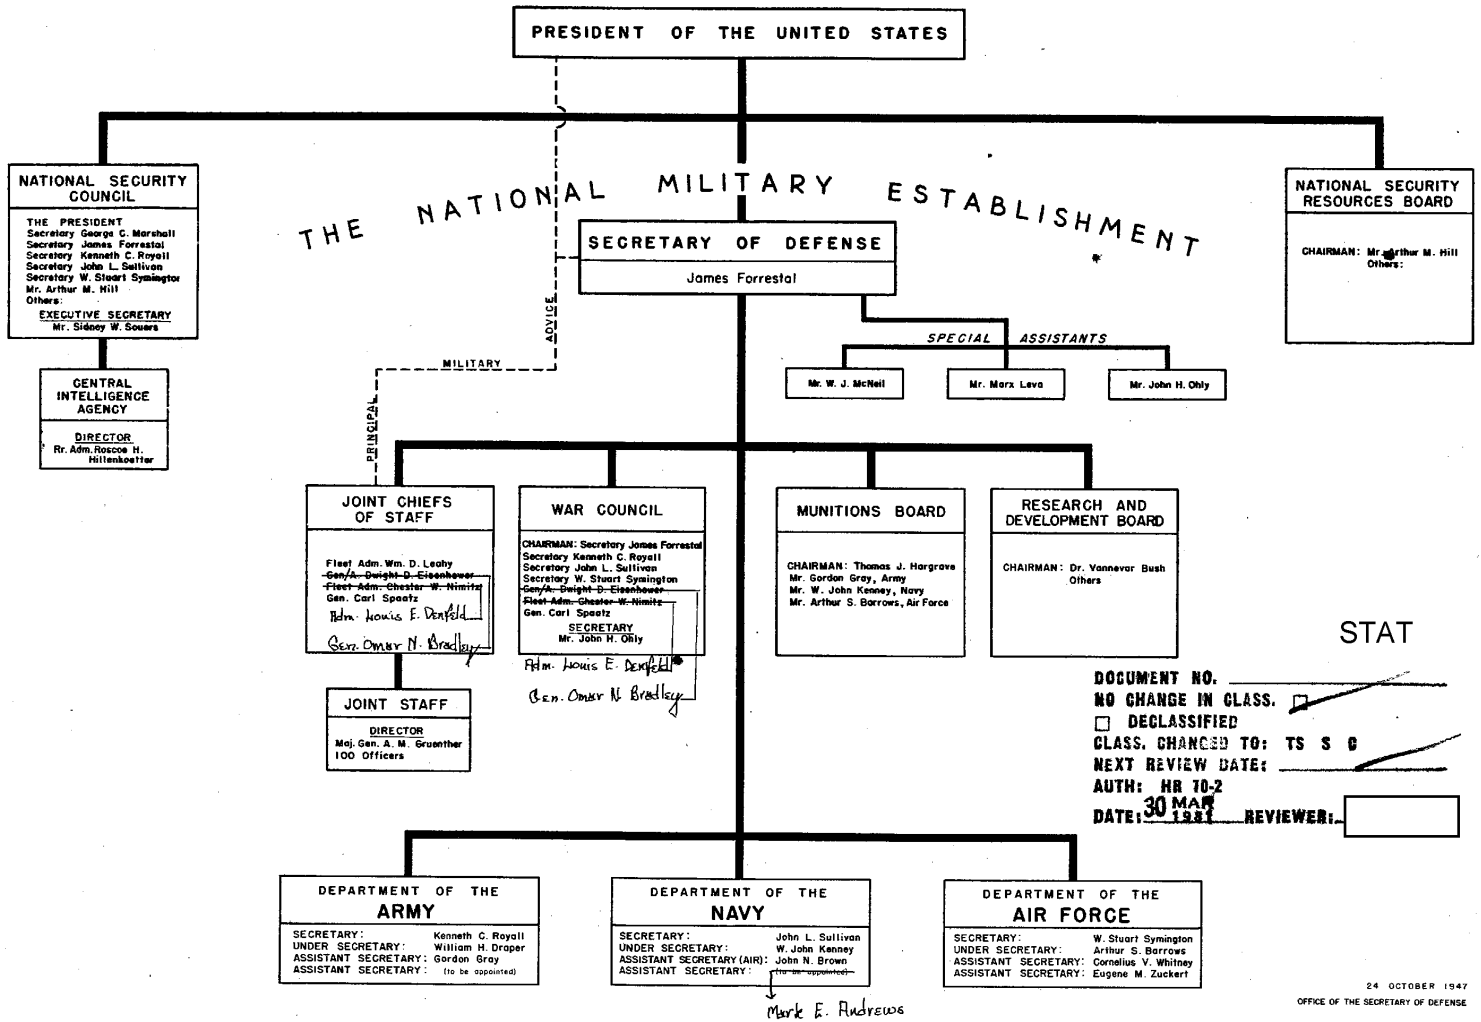 PRESIDENT OF THE UNITED STATES
THE NATIONAL MILITARY ESTABLISHMENT
NATIONAL SECURITY
COUNCIL
THE PRESIDENT
Secretary George C. Marshall
Secretary James Forrestal
Secretary Kenneth C. Royall
Secretary John L. Sullivan
Secretary W. Stuart Symington
Mr. Arthur M. Hill
Others:
EXECUTIVE SECRETARY
Mr. Sidney W. Souers
CENTRAL
INTELLIGENCE
AGENCY
DIRECTOR
Rr. Adm. Roscoe H.
Hillenkoetter
SECRETARY OF DEFENSE
James Forrestal
NATIONAL SECURITY
RESOURCES BOARD
CHAIRMAN: Mr. Arthur M. Hill
Others:
SPECIAL ASSISTANTS
Mr. W. J. McNeil
Mr. Marx Leva
Mr. John H. Ohly
PRINCIPAL
MILITARY
ADVICE
JOINT CHIEFS
OF STAFF
Fleet Adm. Wm. D. Leahy
Gen/A. Dwight D. Eisenhower
Fleet Adm. Chester W. Nimitz
Gen. Carl Spaatz
Adm. Louis E. Denfeld
Gen. Omar N. Bradley
JOINT STAFF
DIRECTOR
Maj. Gen. A. M. Gruenther
100 Officers
WAR COUNCIL
CHAIRMAN: Secretary James Forrestal
Secretary Kenneth C. Royall
Secretary John L. Sullivan
Secretary W. Stuart Symington
Gen/A. Dwight D. Eisenhower
Fleet Adm. Chester W. Nimitz
Gen. Carl Spaatz
SECRETARY
Mr. John H. Ohly
Adm. Louis E. Denfeld
Gen. Omar N. Bradley
MUNITIONS BOARD
CHAIRMAN: Thomas J. Hargrave
Mr. Gordon Gray, Army
Mr. W. John Kenney, Navy
Mr. Arthur S. Barrows, Air Force
RESEARCH AND
DEVELOPMENT BOARD
CHAIRMAN: Dr. Vannevar Bush
Others
STAT
DOCUMENT NO.
NO CHANGE IN CLASS. ☐
☐ DECLASSIFIED
CLASS. CHANGED TO: TS S C
NEXT REVIEW DATE:
AUTH: HR 70-2
DATE: 30 MAR 1981 REVIEWER:
DEPARTMENT OF THE
ARMY
SECRETARY: Kenneth C. Royall
UNDER SECRETARY: William H. Draper
ASSISTANT SECRETARY: Gordon Gray
ASSISTANT SECRETARY: (to be appointed)
DEPARTMENT OF THE
NAVY
SECRETARY: John L. Sullivan
UNDER SECRETARY: W. John Kenney
ASSISTANT SECRETARY (AIR): John N. Brown
ASSISTANT SECRETARY: (to be appointed)
Mark E. Andrews
DEPARTMENT OF THE
AIR FORCE
SECRETARY: W. Stuart Symington
UNDER SECRETARY: Arthur S. Barrows
ASSISTANT SECRETARY: Cornelius V. Whitney
ASSISTANT SECRETARY: Eugene M. Zuckert
24 OCTOBER 1947
OFFICE OF THE SECRETARY OF DEFENSE